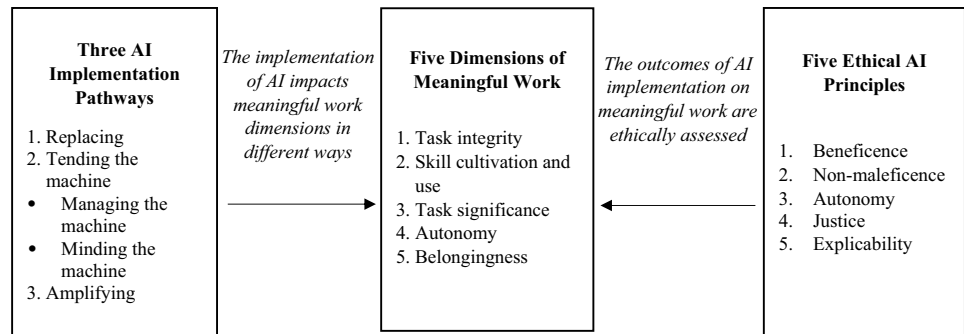 Three AI
Implementation
Pathways
1. Replacing
2. Tending the
machine
• Managing the
machine
• Minding the
machine
3. Amplifying
The implementation
of AI impacts
meaningful work
dimensions in
different ways
Five Dimensions of
Meaningful Work
1. Task integrity
2. Skill cultivation and
use
3. Task significance
4. Autonomy
5. Belongingness
The outcomes of AI
implementation on
meaningful work are
ethically assessed
Five Ethical AI
Principles
1. Beneficence
2. Non-maleficence
3. Autonomy
4. Justice
5. Explicability